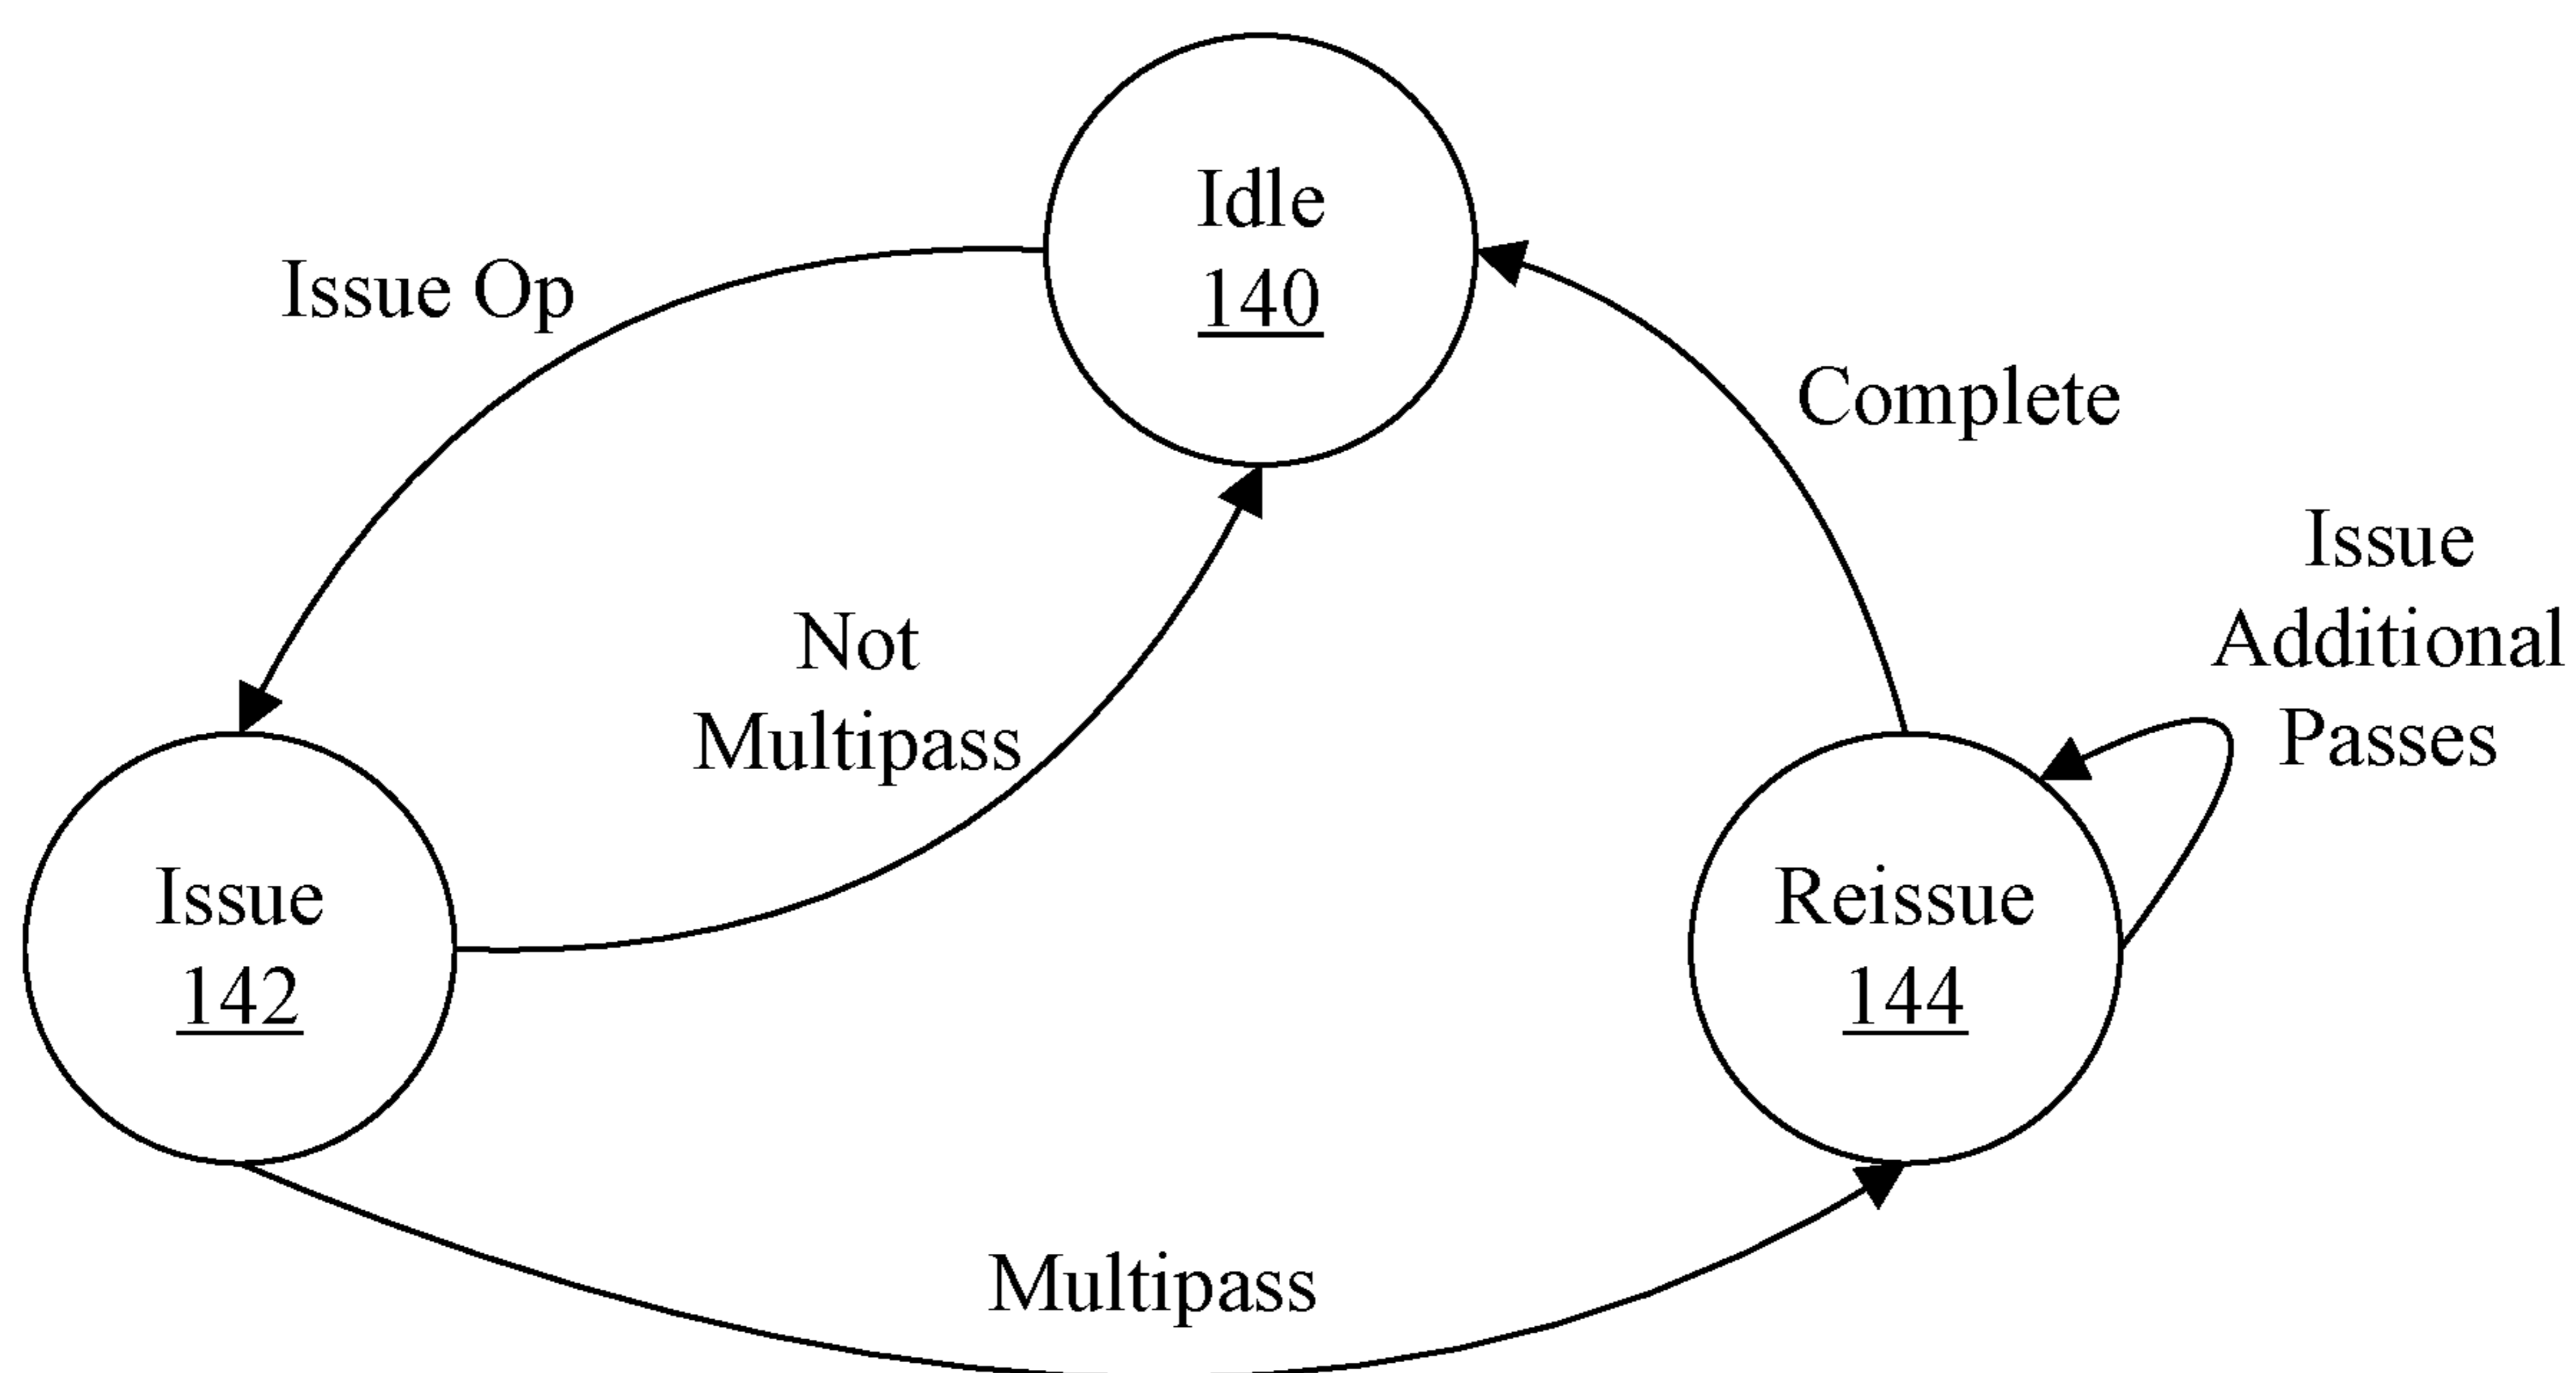 Idle
140
Issue Op
Complete
Issue
Additional
Passes
Not
Multipass
Issue
142
Reissue
144
Multipass